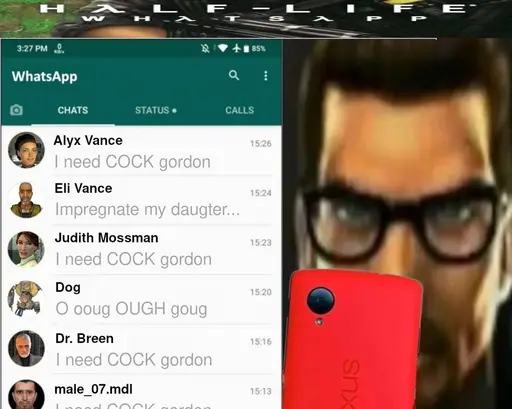 HALF-LIFE
WHATSAPP
3:27 PM
0
KB/s
85%
WhatsApp
CHATS
STATUS
CALLS
Alyx Vance
15:26
I need COCK gordon
Eli Vance
15:24
Impregnate my daugter...
Judith Mossman
15:23
I need COCK gordon
Dog
15:20
O ooug OUGH goug
Dr. Breen
15:16
I need COCK gordon
male_07.mdl
15:13
I need COCK gordon
nexus